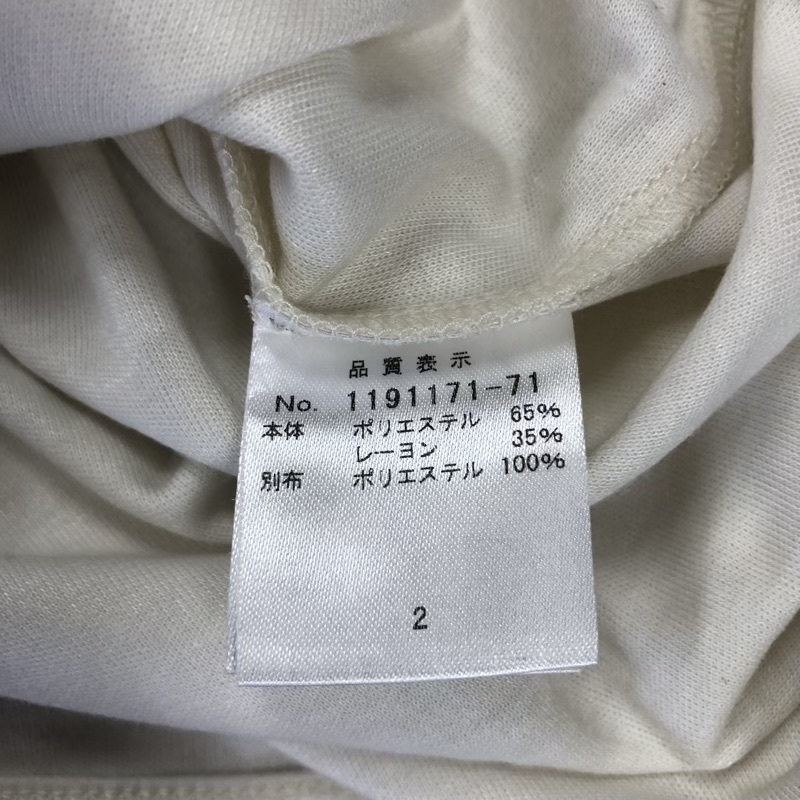 品質表示
No. 1191171-71
本体 ポリエステル 65%
レーヨン 35%
別布 ポリエステル 100%
2